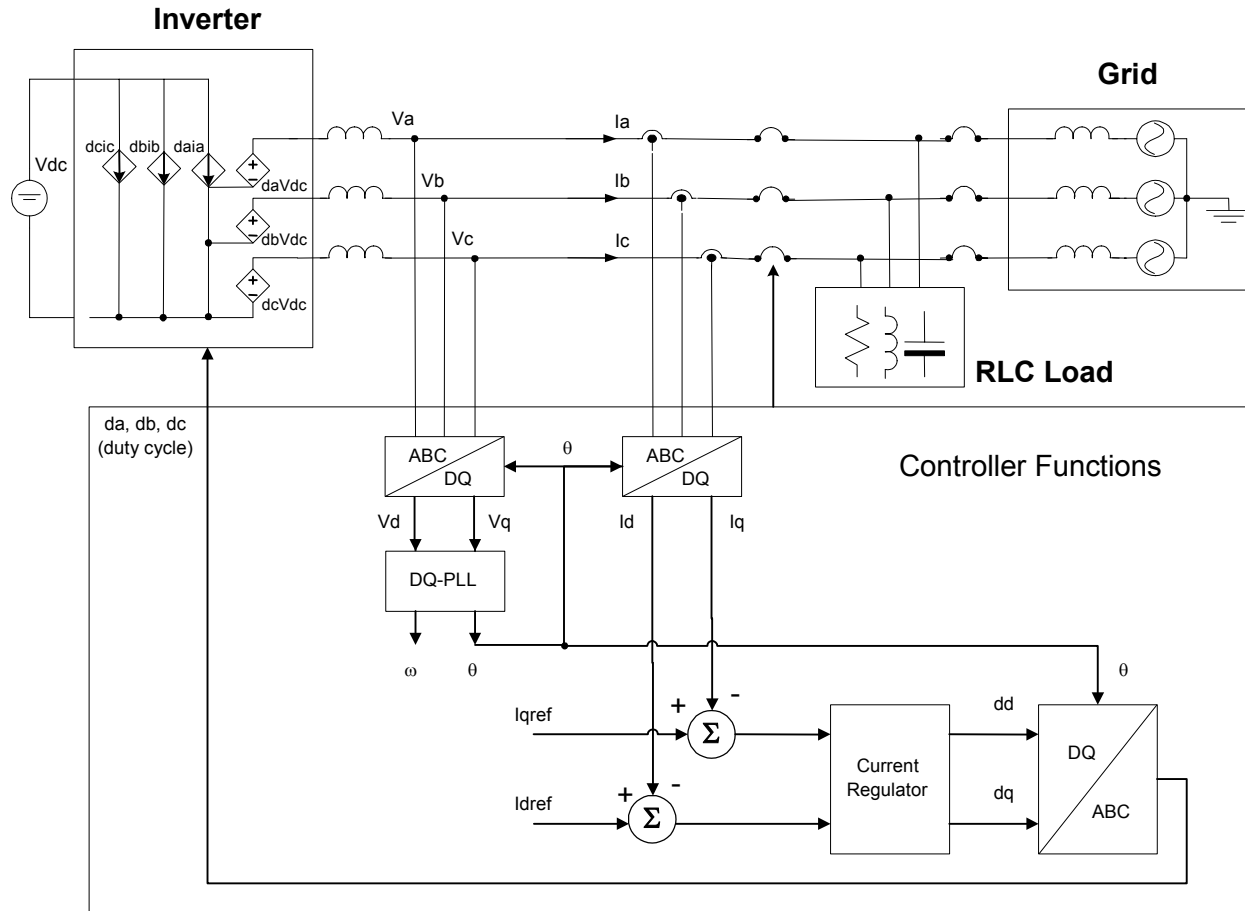 Inverter
Grid
Vdc
dcic
dbib
daia
daVdc
dbVdc
dcVdc
Va
Vb
Vc
Ia
Ib
Ic
+
-
+
-
+
-
RLC Load
da, db, dc
(duty cycle)
Controller Functions
ABC
DQ
θ
ABC
DQ
Vd
Vq
Id
Iq
DQ-PLL
ω
θ
θ
Iqref
+
-
Σ
Idref
+
-
Σ
Current
Regulator
dd
dq
DQ
ABC